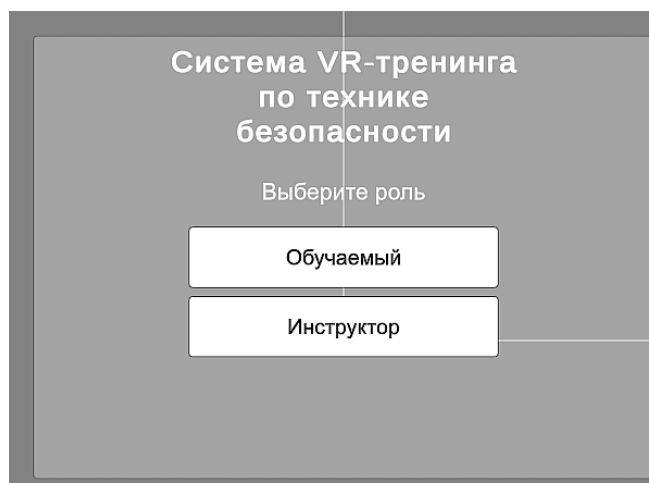 Система VR-тренинга
по технике
безопасности
Выберите роль
Обучаемый
Инструктор